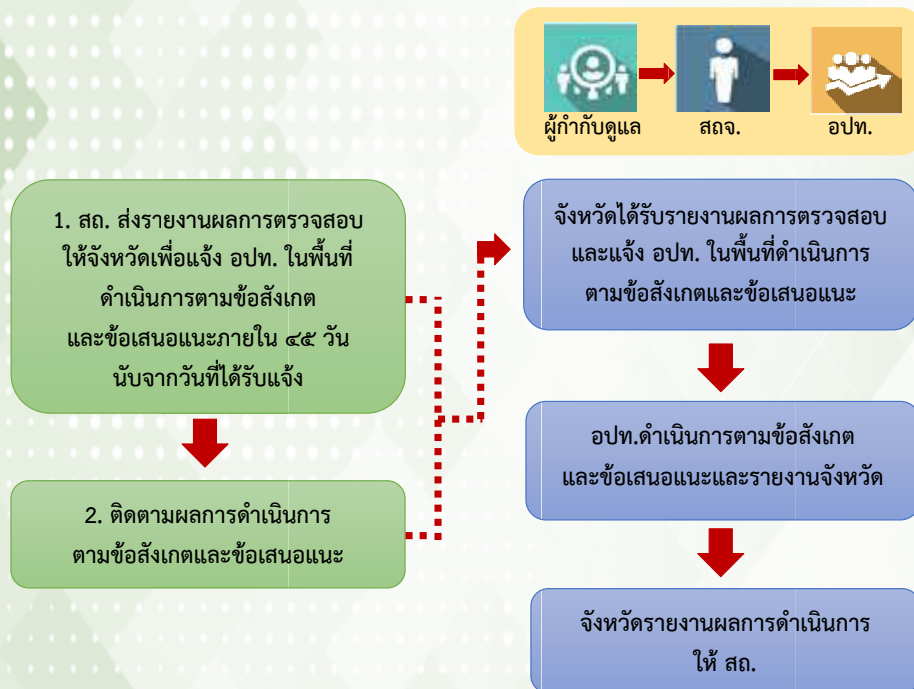 ผู้กำกับดูแล
สถจ.
อปท.
1. สถ. ส่งรายงานผลการตรวจสอบ
ให้จังหวัดเพื่อแจ้ง อปท. ในพื้นที่
ดำเนินการตามข้อสังเกต
และข้อเสนอแนะภายใน ๔๕ วัน
นับจากวันที่ได้รับแจ้ง
2. ติดตามผลการดำเนินการ
ตามข้อสังเกตและข้อเสนอแนะ
จังหวัดได้รับรายงานผลการตรวจสอบ
และแจ้ง อปท. ในพื้นที่ดำเนินการ
ตามข้อสังเกตและข้อเสนอแนะ
อปท.ดำเนินการตามข้อสังเกต
และข้อเสนอแนะและรายงานจังหวัด
จังหวัดรายงานผลการดำเนินการ
ให้ สถ.